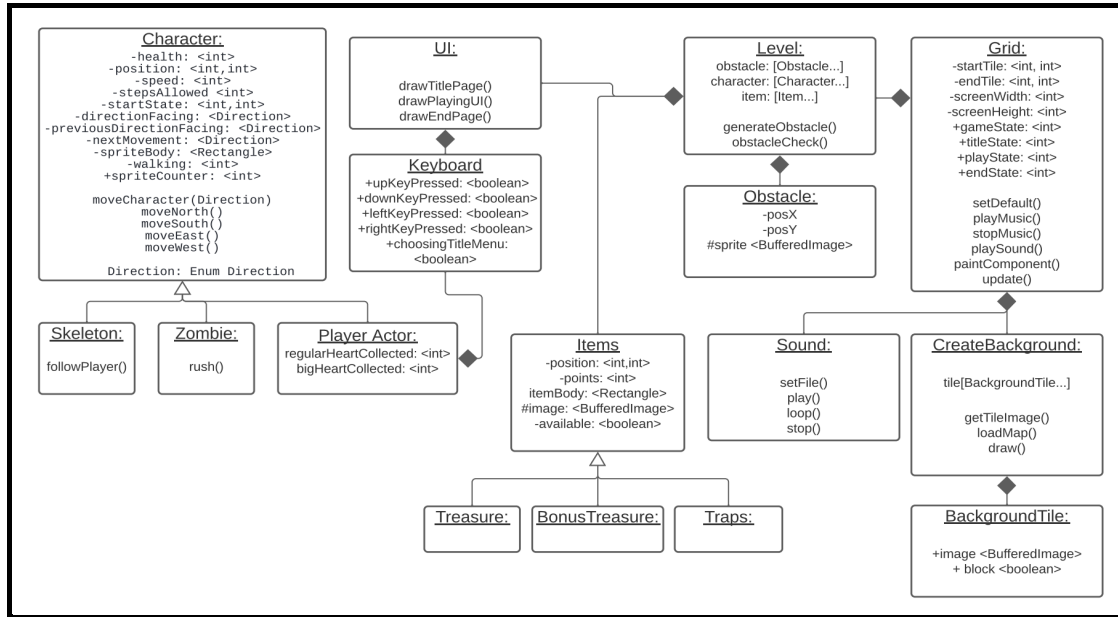 Character:
-health: <int>
-position: <int,int>
-speed: <int>
-stepsAllowed <int>
-startState: <int,int>
-directionFacing: <Direction>
-previousDirectionFacing: <Direction>
-nextMovement: <Direction>
-spriteBody: <Rectangle>
-walking: <int>
+spriteCounter: <int>
moveCharacter(Direction)
moveNorth()
moveSouth()
moveEast()
moveWest()
Direction: Enum Direction
UI:
drawTitlePage()
drawPlayingUI()
drawEndPage()
Keyboard
+upKeyPressed: <boolean>
+downKeyPressed: <boolean>
+leftKeyPressed: <boolean>
+rightKeyPressed: <boolean>
+choosingTitleMenu:
<boolean>
Level:
obstacle: [Obstacle...]
character: [Character...]
item: [Item...]
generateObstacle()
obstacleCheck()
Obstacle:
-posX
-posY
#sprite <BufferedImage>
Grid:
-startTile: <int, int>
-endTile: <int, int>
-screenWidth: <int>
-screenHeight: <int>
+gameState: <int>
+titleState: <int>
+playState: <int>
+endState: <int>
setDefault()
playMusic()
stopMusic()
playSound()
paintComponent()
update()
Skeleton:
followPlayer()
Zombie:
rush()
Player Actor:
regularHeartCollected: <int>
bigHeartCollected: <int>
Items
-position: <int,int>
-points: <int>
itemBody: <Rectangle>
#image: <BufferedImage>
-available: <boolean>
Sound:
setFile()
play()
loop()
stop()
CreateBackground:
tile[BackgroundTile...]
getTileImage()
loadMap()
draw()
Treasure:
BonusTreasure:
Traps:
BackgroundTile:
+image <BufferedImage>
+ block <boolean>